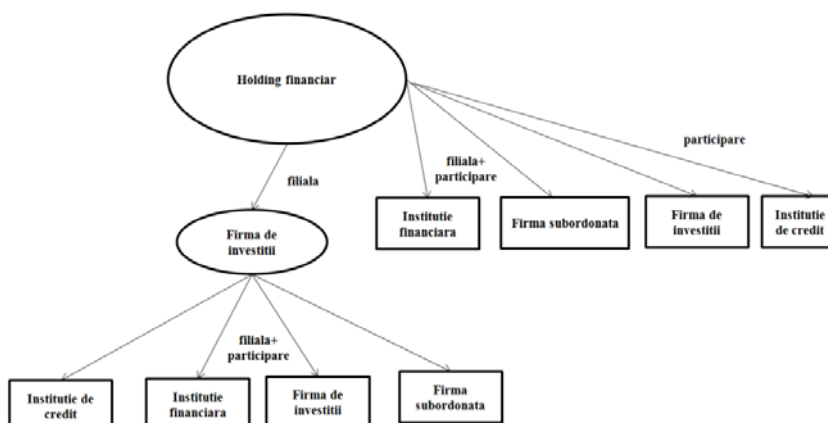 Holding financiar
participare
filiala+
participare
filiala
Institutie
financiara
Firma subordonata
Firma de
investitii
Institutie
de credit
Firma de
investitii
filiala+
participare
Institutie de
credit
Institutie
financiara
Firma de
investitii
Firma
subordonata